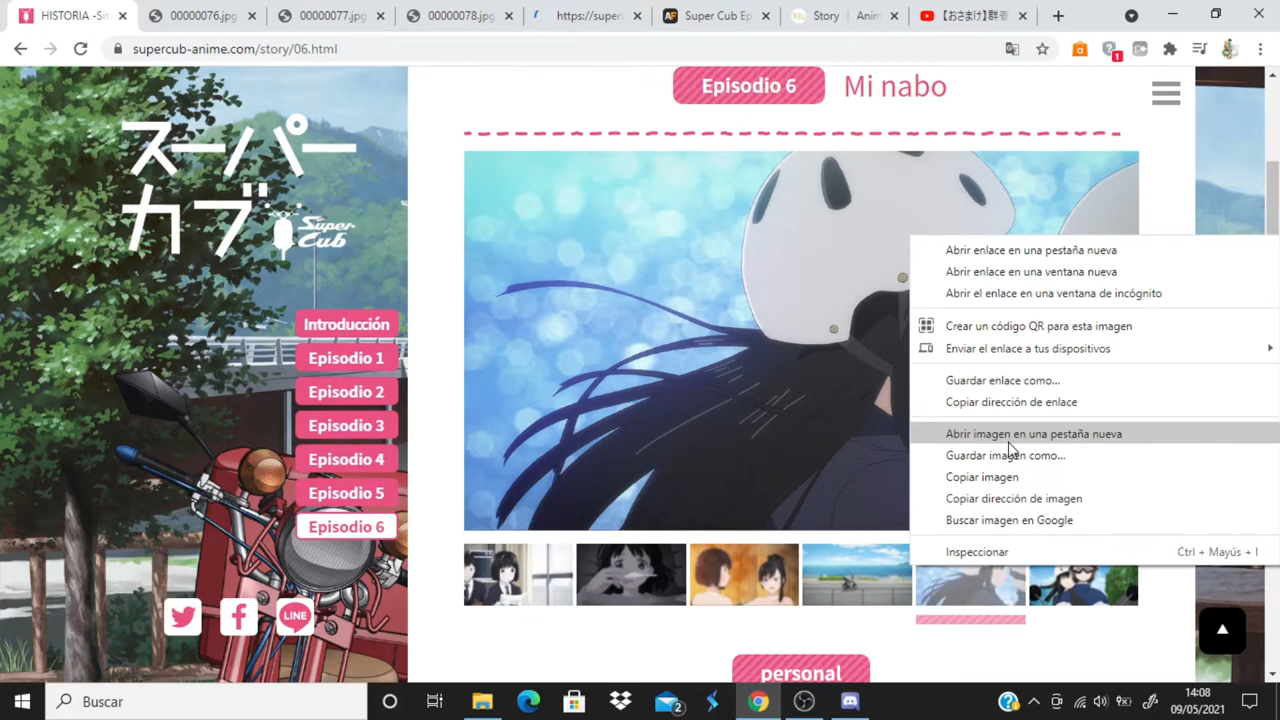 HISTORIA -Sit
00000076.jpg
00000077.jpg
00000078.jpg
https://super
Super Cub Ep
Story | Anim
【おさまけ】群青
supercub-anime.com/story/06.html
1
スーパー
カブ
Super
Cub
Introducción
Episodio 1
Episodio 2
Episodio 3
Episodio 4
Episodio 5
Episodio 6
LINE
Episodio 6
Mi nabo
Abrir enlace en una pestaña nueva
Abrir enlace en una ventana nueva
Abrir el enlace en una ventana de incógnito
Crear un código QR para esta imagen
Enviar el enlace a tus dispositivos
Guardar enlace como...
Copiar dirección de enlace
Abrir imagen en una pestaña nueva
Guardar imagen como...
Copiar imagen
Copiar dirección de imagen
Buscar imagen en Google
Inspeccionar
Ctrl + Mayús + I
personal
Buscar
2
14:08
09/05/2021